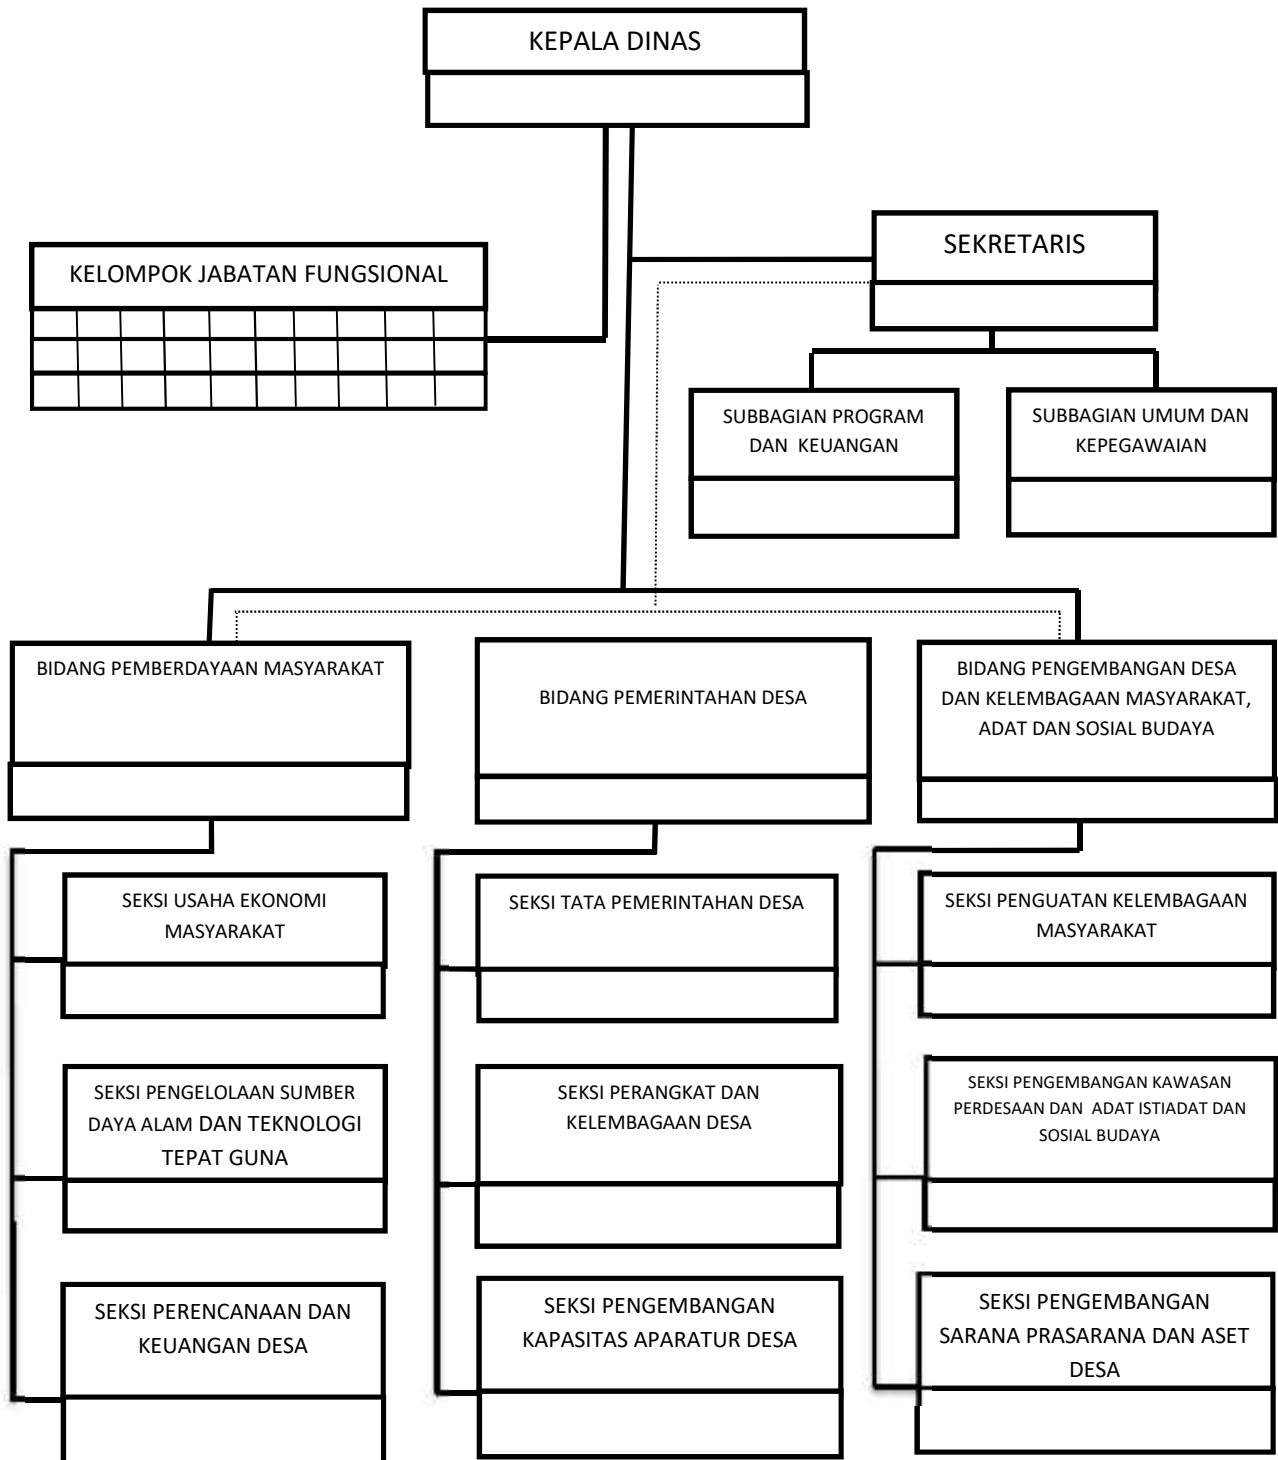 KEPALA DINAS
SEKRETARIS
KELOMPOK JABATAN FUNGSIONAL
SUBBAGIAN PROGRAM
DAN KEUANGAN
SUBBAGIAN UMUM DAN
KEPEGAWAIAN
BIDANG PEMBERDAYAAN MASYARAKAT
BIDANG PEMERINTAHAN DESA
BIDANG PENGEMBANGAN DESA
DAN KELEMBAGAAN MASYARAKAT,
ADAT DAN SOSIAL BUDAYA
SEKSI USAHA EKONOMI
MASYARAKAT
SEKSI TATA PEMERINTAHAN DESA
SEKSI PENGUATAN KELEMBAGAAN
MASYARAKAT
SEKSI PENGELOLAAN SUMBER
DAYA ALAM DAN TEKNOLOGI
TEPAT GUNA
SEKSI PERANGKAT DAN
KELEMBAGAAN DESA
SEKSI PENGEMBANGAN KAWASAN
PERDESAAN DAN ADAT ISTIADAT DAN
SOSIAL BUDAYA
SEKSI PERENCANAAN DAN
KEUANGAN DESA
SEKSI PENGEMBANGAN
KAPASITAS APARATUR DESA
SEKSI PENGEMBANGAN
SARANA PRASARANA DAN ASET
DESA